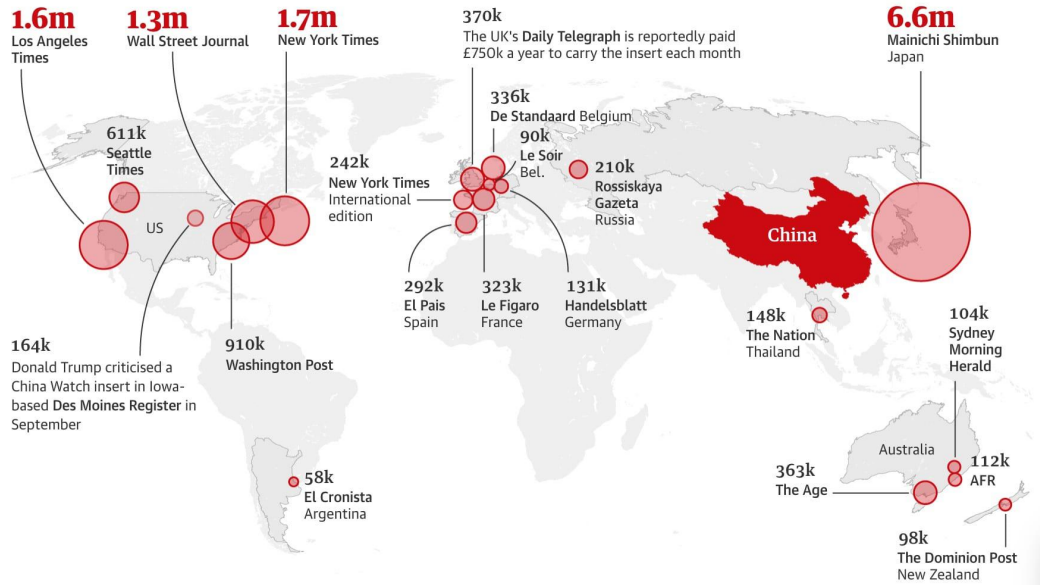 1.6m
Los Angeles
Times
1.3m
Wall Street Journal
1.7m
New York Times
370k
The UK's Daily Telegraph is reportedly paid
£750k a year to carry the insert each month
6.6m
Mainichi Shimbun
Japan
336k
De Standaard Belgium
90k
Le Soir
Bel.
611k
Seattle
Times
242k
New York Times
International
edition
210k
Rossiskaya
Gazeta
Russia
US
China
292k
El Pais
Spain
323k
Le Figaro
France
131k
Handelsblatt
Germany
148k
The Nation
Thailand
104k
Sydney
Morning
Herald
164k
Donald Trump criticised a
China Watch insert in Iowa-
based Des Moines Register in
September
910k
Washington Post
58k
El Cronista
Argentina
Australia
363k
The Age
112k
AFR
98k
The Dominion Post
New Zealand